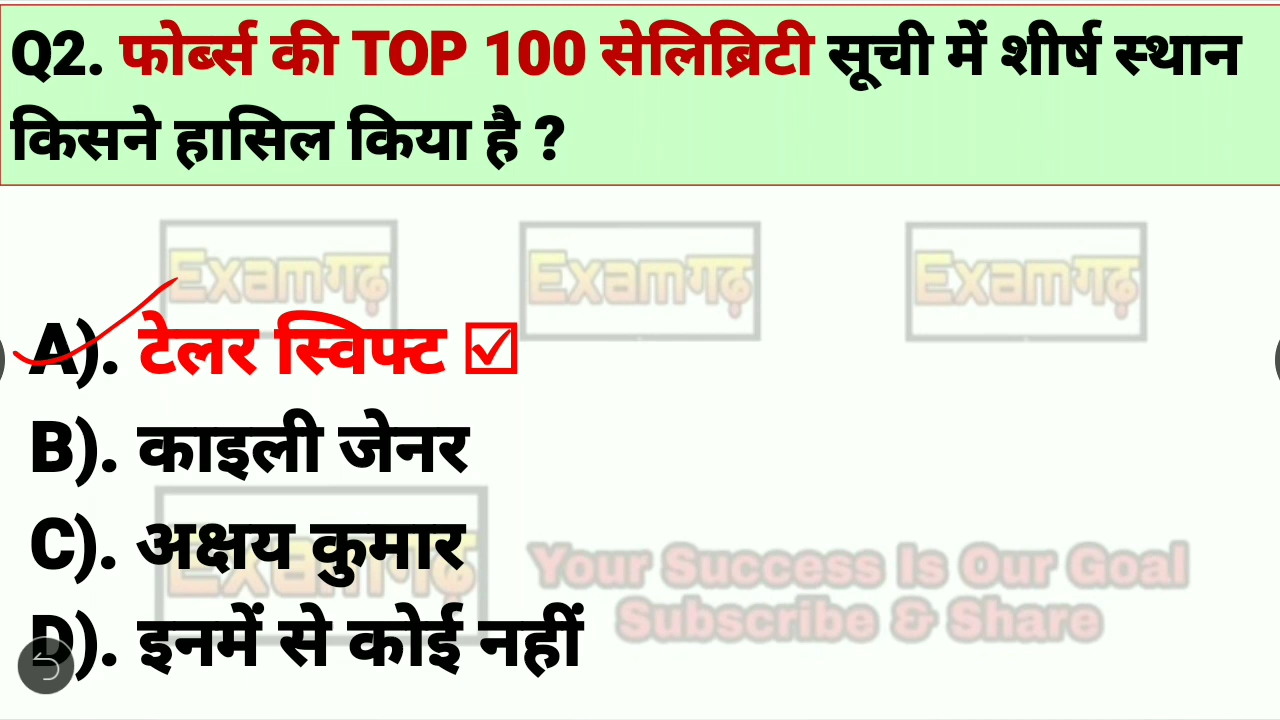 Q2. फोर्ब्स की TOP 100 सेलिब्रिटी सूची में शीर्ष स्थान
किसने हासिल किया है ?
Examगढ़ Examगढ़ Examगढ़
A). टेलर स्विफ्ट ☑
B). काइली जेनर
C). अक्षय कुमार
Examगढ़
Your Success Is Our Goal
Subscribe & Share
D). इनमें से कोई नहीं